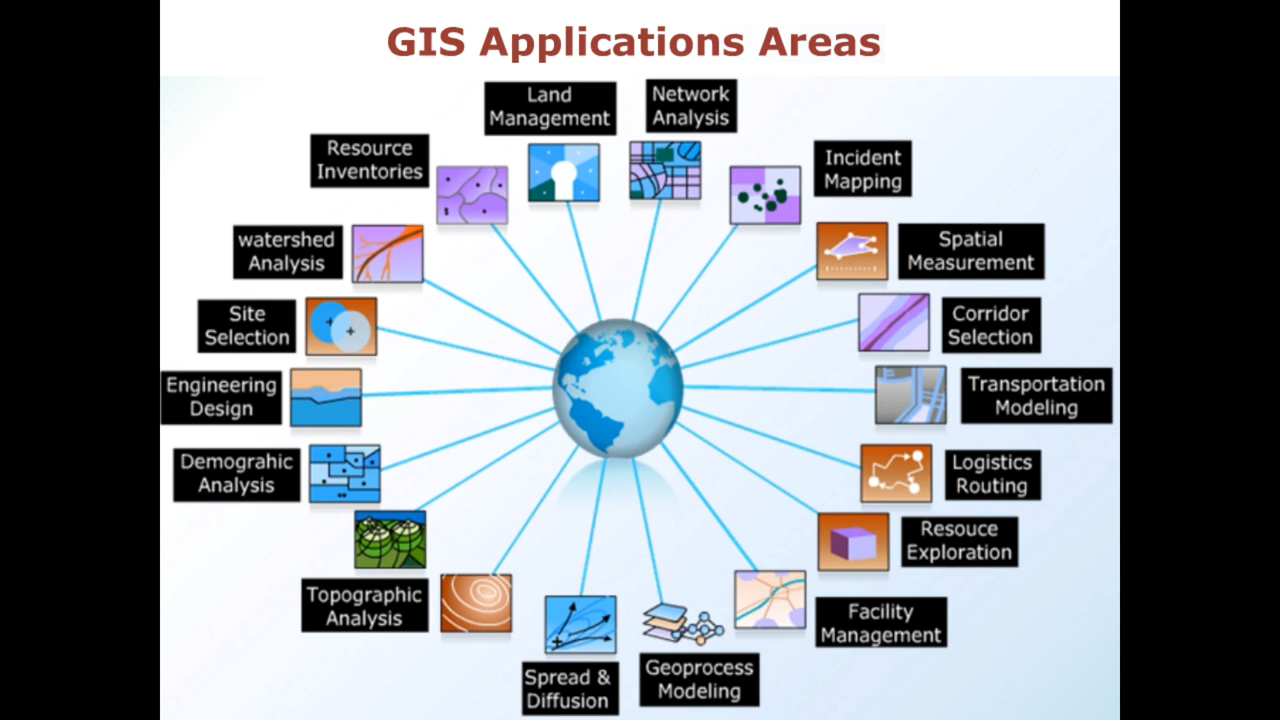 GIS Applications Areas
Land
Management
Network
Analysis
Resource
Inventories
Incident
Mapping
watershed
Analysis
Spatial
Measurement
Site
Selection
Corridor
Selection
Engineering
Design
Transportation
Modeling
Demograhic
Analysis
Logistics
Routing
Resouce
Exploration
Topographic
Analysis
Facility
Management
Spread &
Diffusion
Geoprocess
Modeling